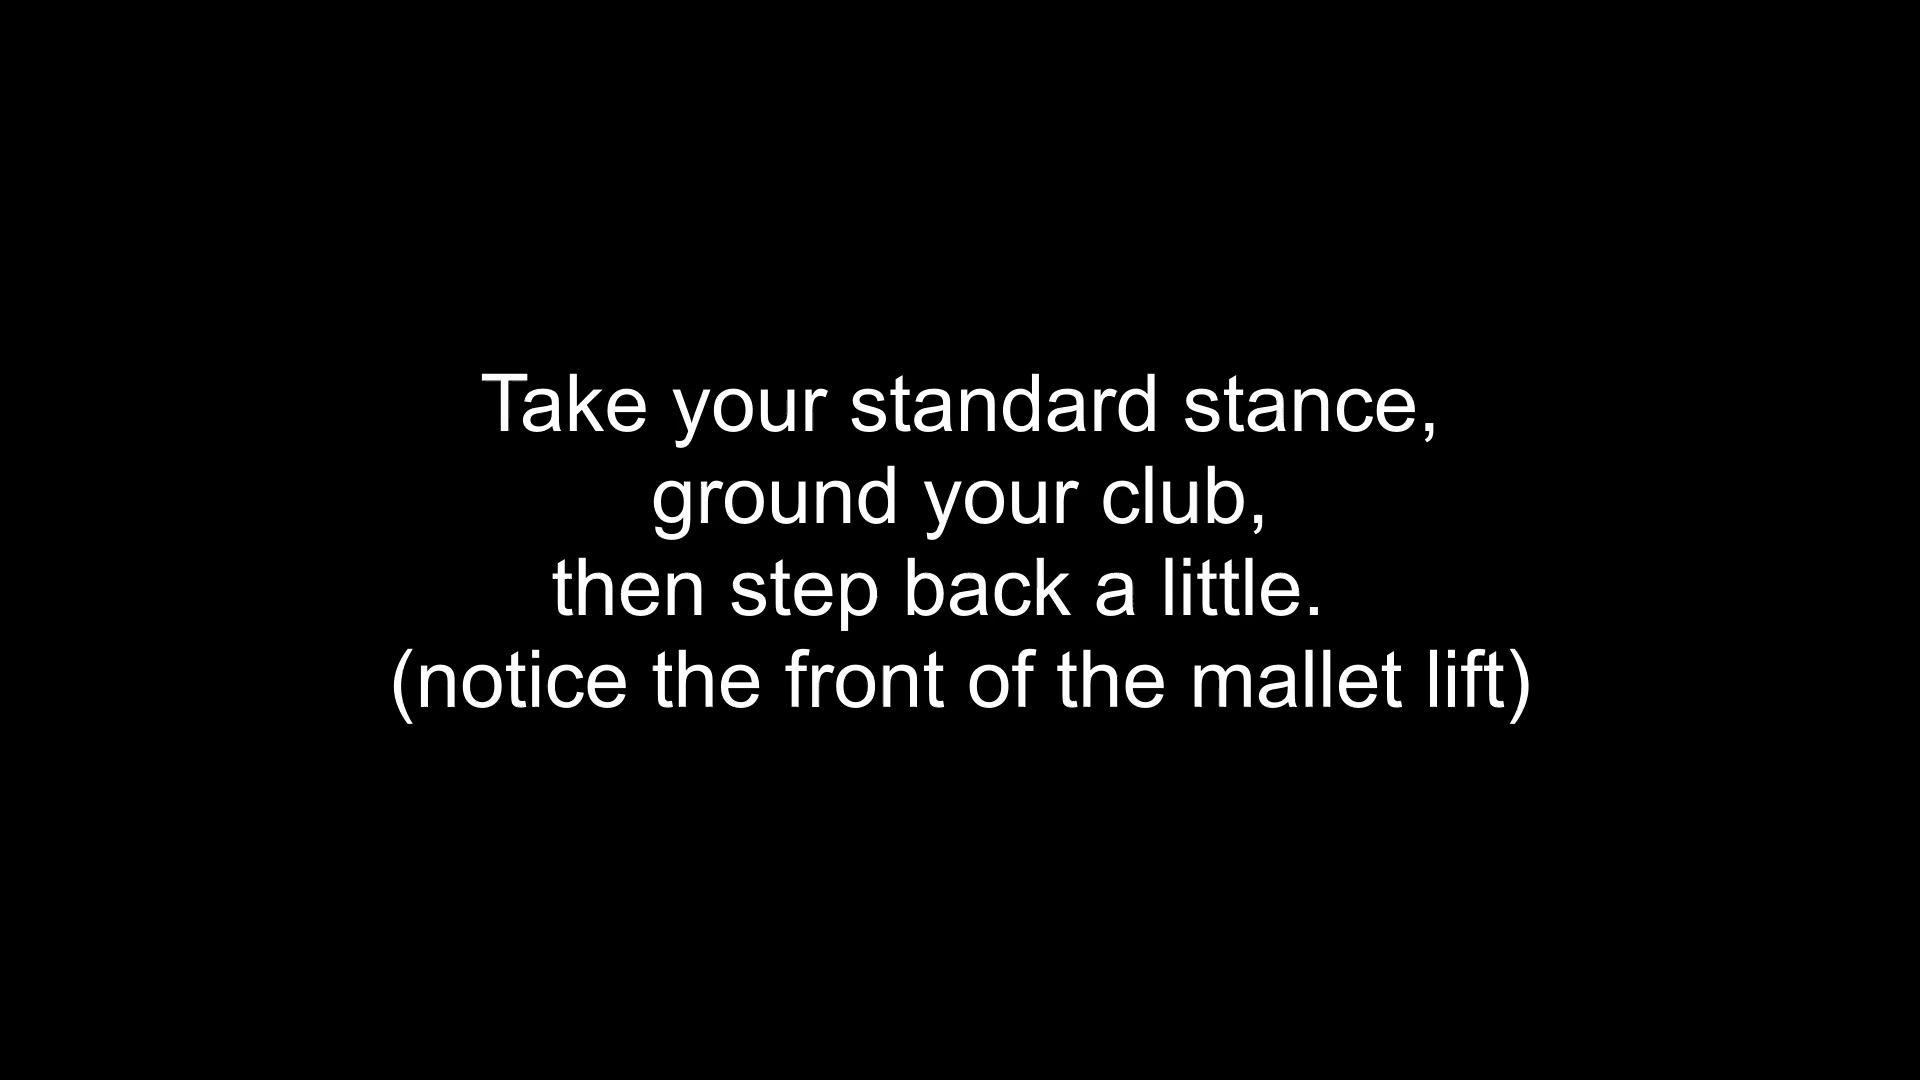 Take your standard stance,
ground your club,
then step back a little.
(notice the front of the mallet lift)